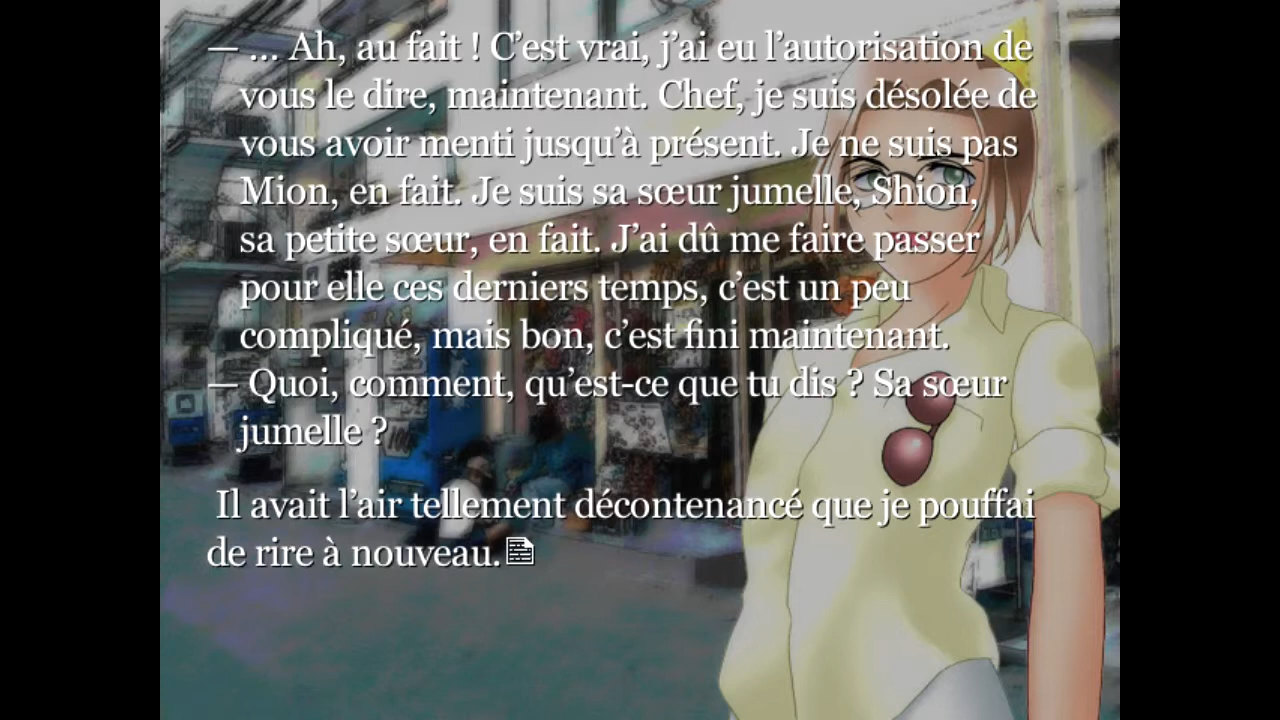 — … Ah, au fait ! C’est vrai, j’ai eu l’autorisation de
vous le dire, maintenant. Chef, je suis désolée de
vous avoir menti jusqu’à présent. Je ne suis pas
Mion, en fait. Je suis sa sœur jumelle, Shion,
sa petite sœur, en fait. J’ai dû me faire passer
pour elle ces derniers temps, c’est un peu
compliqué, mais bon, c’est fini maintenant.
— Quoi, comment, qu’est-ce que tu dis ? Sa sœur
jumelle ?
Il avait l’air tellement décontenancé que je pouffai
de rire à nouveau.